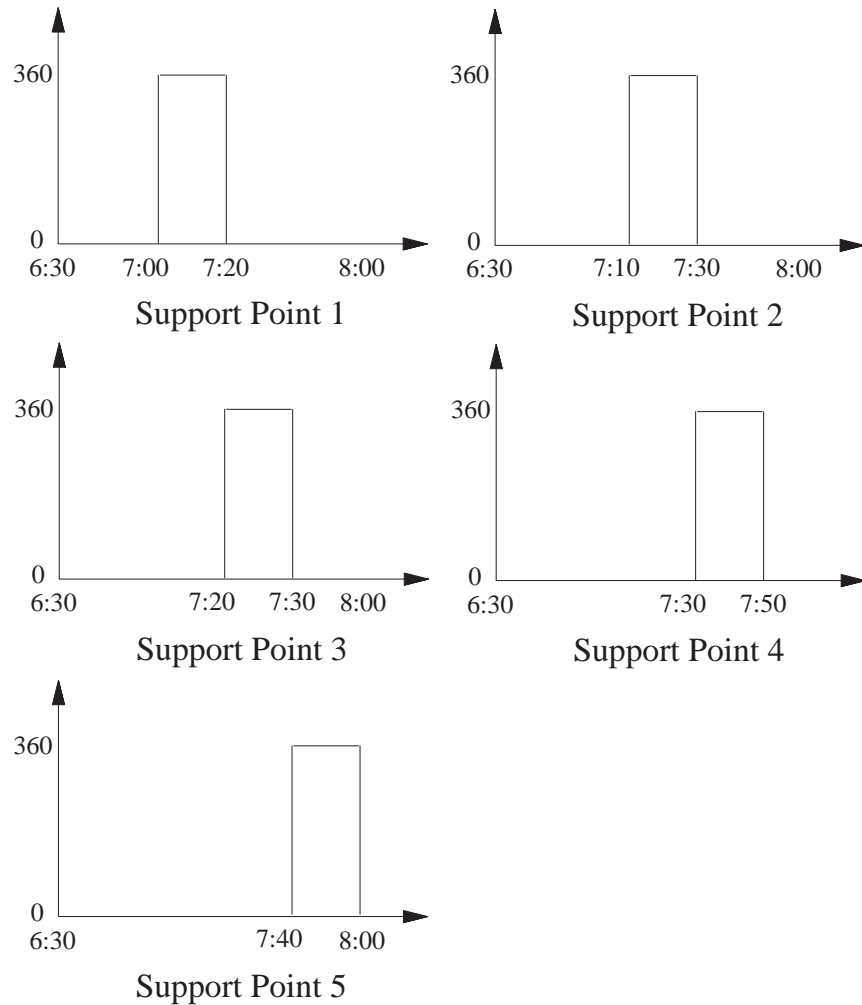 360
0
6:30 7:00 7:20 8:00
Support Point 1
360
0
6:30 7:10 7:30 8:00
Support Point 2
360
0
6:30 7:20 7:30 8:00
Support Point 3
360
0
6:30 7:30 7:50
Support Point 4
360
0
6:30 7:40 8:00
Support Point 5